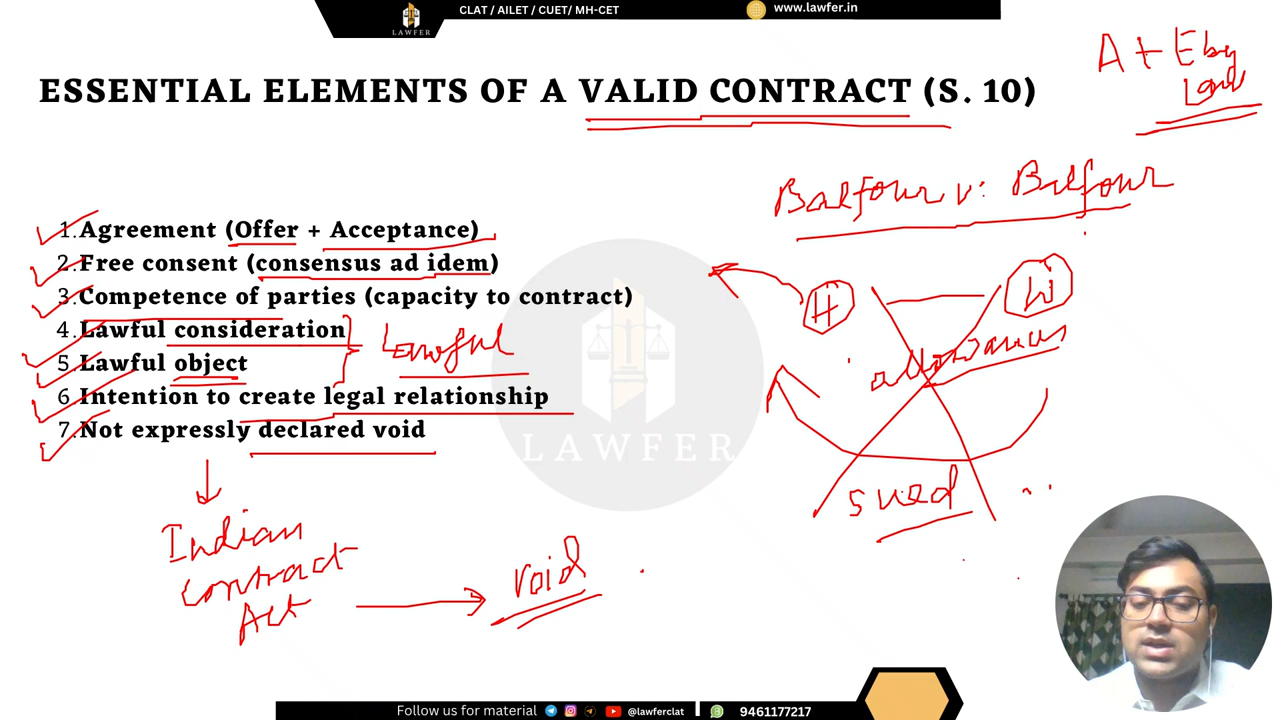 CLAT / AILET / CUET/ MH-CET
www.lawfer.in
LAWFER
ESSENTIAL ELEMENTS OF A VALID CONTRACT (S. 10)
A + E by
Law
Balfour v. Balfour
1. Agreement (Offer + Acceptance)
2. Free consent (consensus ad idem)
3. Competence of parties (capacity to contract)
4. Lawful consideration
5. Lawful object
Lawful
6. Intention to create legal relationship
7. Not expressly declared void
H
W
allowances
sued
LAWFER
Indian
Contract
Act
Void
Follow us for material
@lawferclat
9461177217